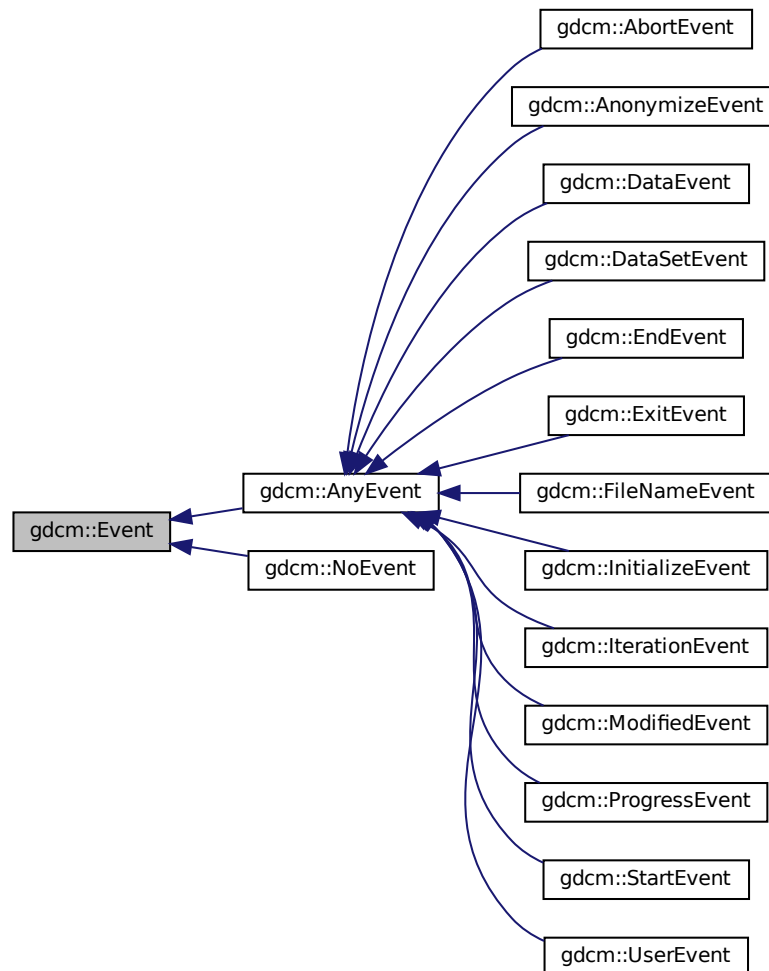 gdcm::AbortEvent
gdcm::AnonymizeEvent
gdcm::DataEvent
gdcm::DataSetEvent
gdcm::EndEvent
gdcm::ExitEvent
gdcm::AnyEvent
gdcm::FileNameEvent
gdcm::Event
gdcm::NoEvent
gdcm::InitializeEvent
gdcm::IterationEvent
gdcm::ModifiedEvent
gdcm::ProgressEvent
gdcm::StartEvent
gdcm::UserEvent